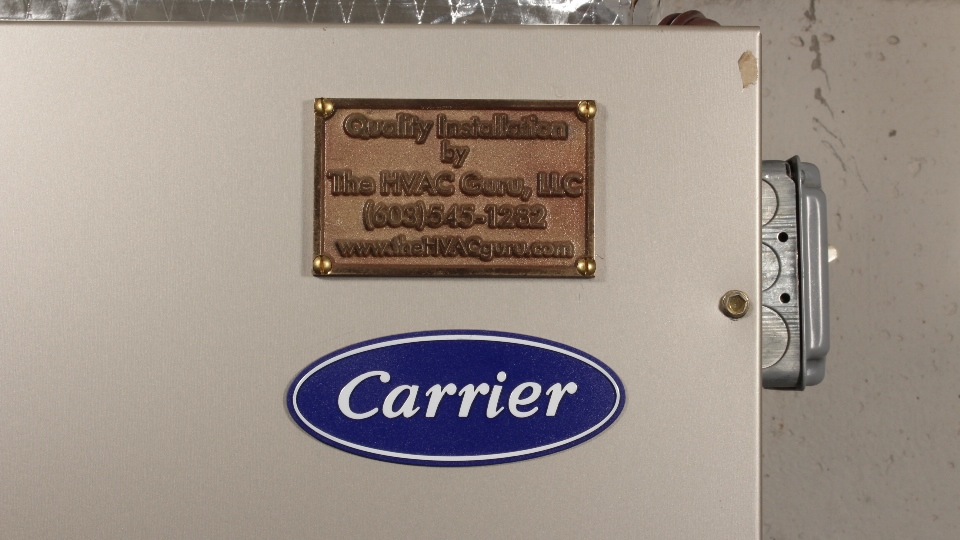 Quality Installation
by
The HVAC Guru, LLC
(603)545-1282
www.theHVACguru.com
Carrier